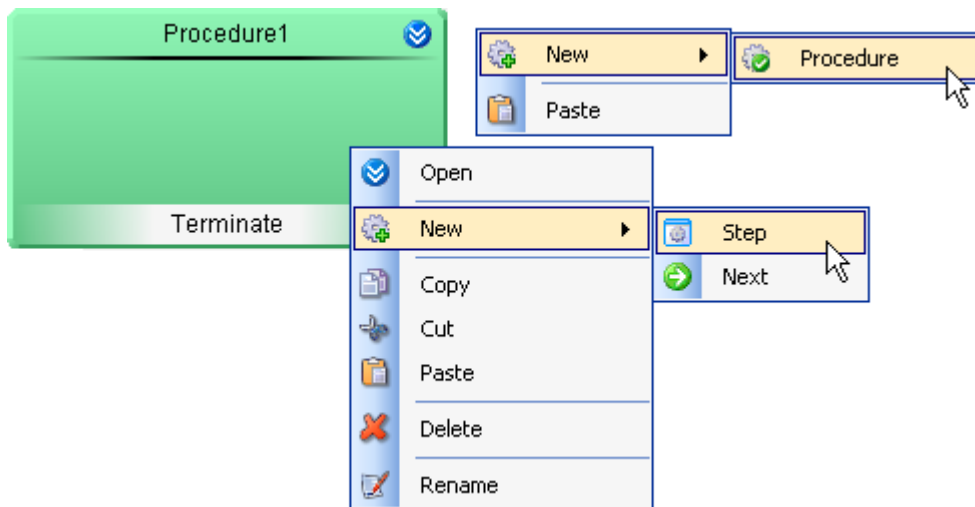 Procedure1
Terminate
New
Procedure
Paste
Open
New
Step
Next
Copy
Cut
Paste
Delete
Rename